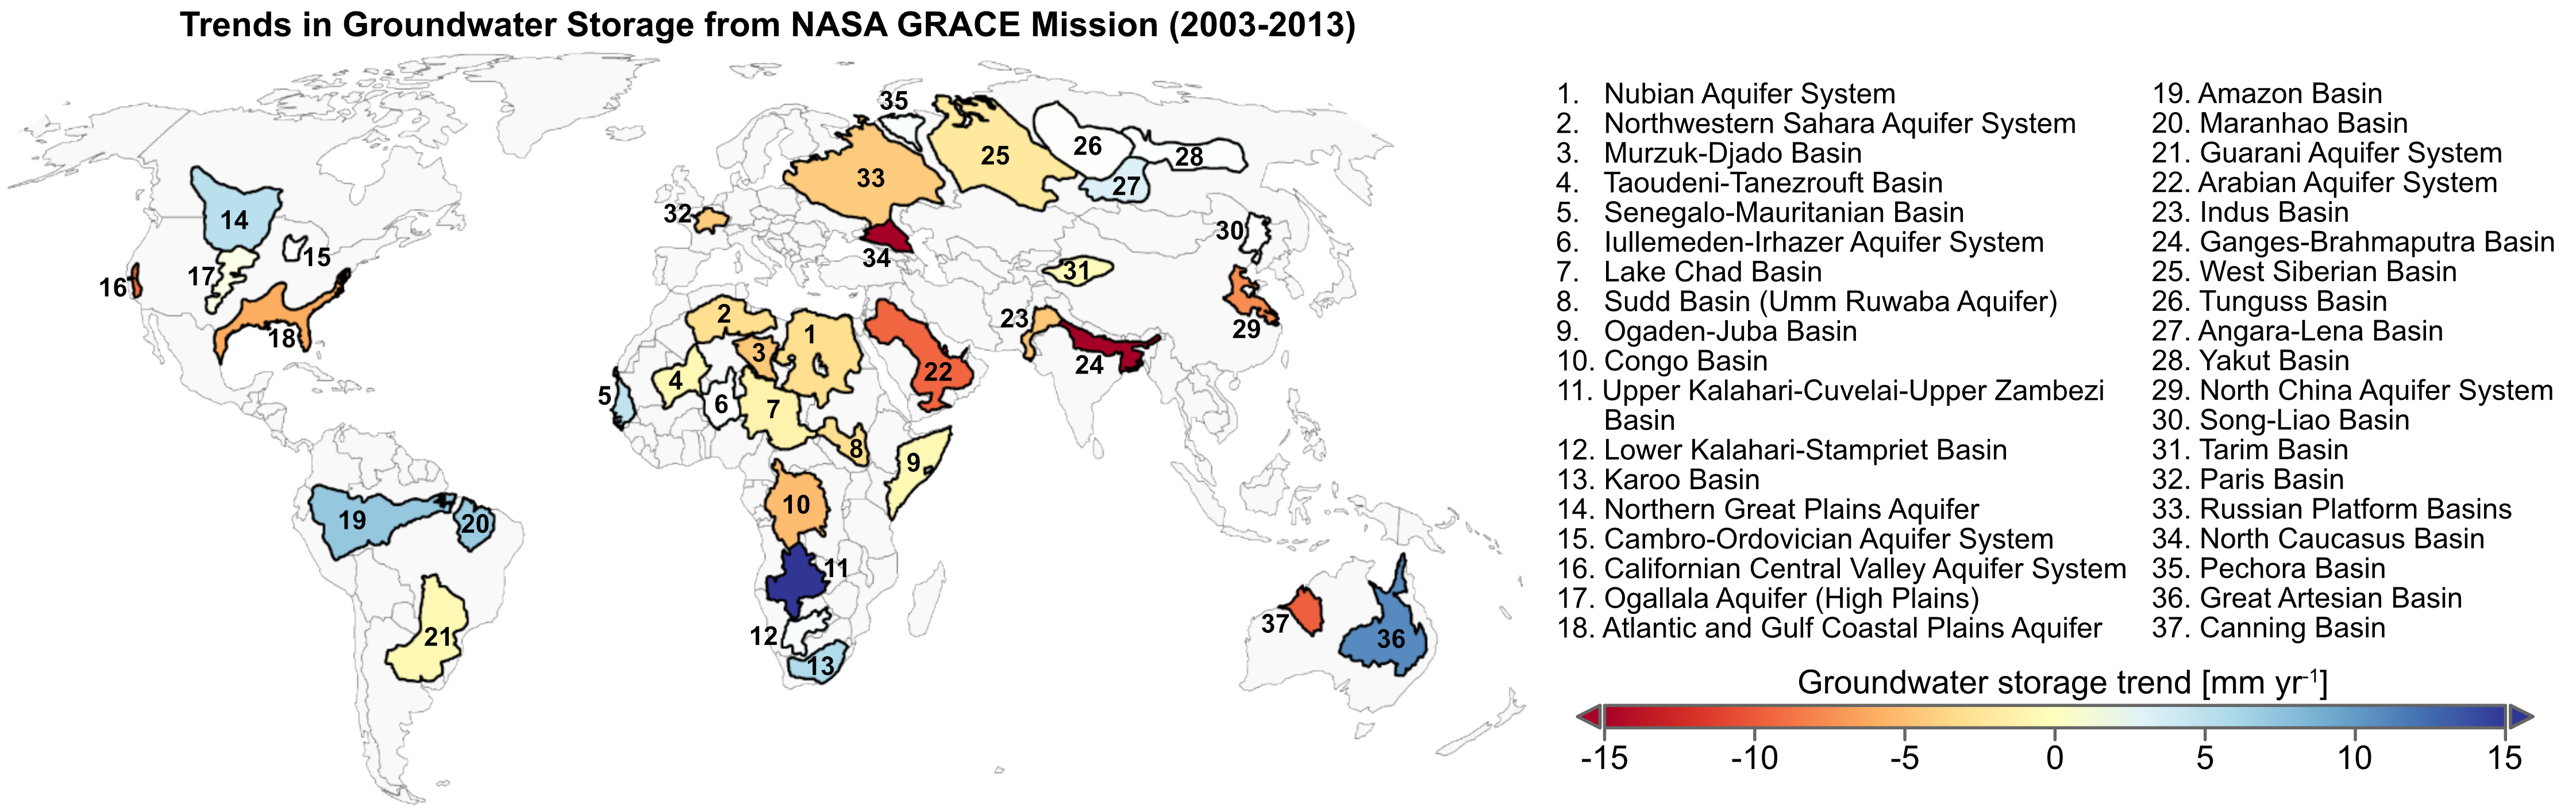 Trends in Groundwater Storage from NASA GRACE Mission (2003-2013)
35
26
25
28
33
27
14
32
30
15
34
17
31
16
29
18
2
1
23
3
22
24
4
5
6
7
8
9
10
19
20
11
37
36
21
12
13
1. Nubian Aquifer System
2. Northwestern Sahara Aquifer System
3. Murzuk-Djado Basin
4. Taoudeni-Tanezrouft Basin
5. Senegalo-Mauritanian Basin
6. Iullemeden-Irhazer Aquifer System
7. Lake Chad Basin
8. Sudd Basin (Umm Ruwaba Aquifer)
9. Ogaden-Juba Basin
10. Congo Basin
11. Upper Kalahari-Cuvelai-Upper Zambezi
Basin
12. Lower Kalahari-Stampriet Basin
13. Karoo Basin
14. Northern Great Plains Aquifer
15. Cambro-Ordovician Aquifer System
16. Californian Central Valley Aquifer System
17. Ogallala Aquifer (High Plains)
18. Atlantic and Gulf Coastal Plains Aquifer
19. Amazon Basin
20. Maranhao Basin
21. Guarani Aquifer System
22. Arabian Aquifer System
23. Indus Basin
24. Ganges-Brahmaputra Basin
25. West Siberian Basin
26. Tunguss Basin
27. Angara-Lena Basin
28. Yakut Basin
29. North China Aquifer System
30. Song-Liao Basin
31. Tarim Basin
32. Paris Basin
33. Russian Platform Basins
34. North Caucasus Basin
35. Pechora Basin
36. Great Artesian Basin
37. Canning Basin
Groundwater storage trend [mm yr⁻¹]
-15 -10 -5 0 5 10 15